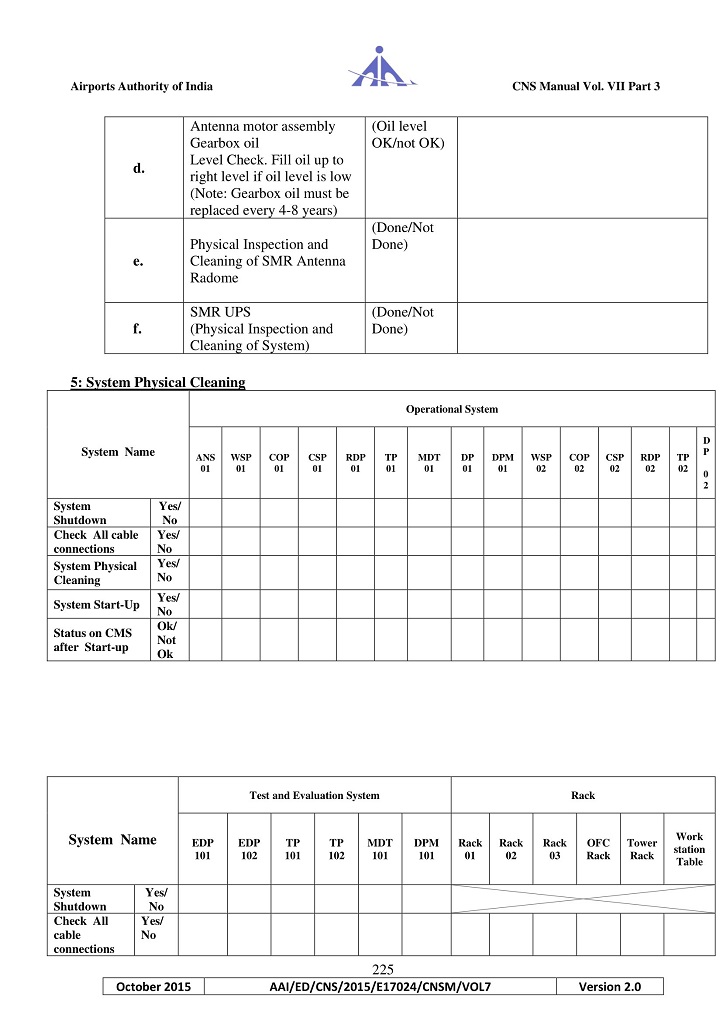 Airports Authority of India
CNS Manual Vol. VII Part 3
d.
Antenna motor assembly
Gearbox oil
Level Check. Fill oil up to
right level if oil level is low
(Note: Gearbox oil must be
replaced every 4-8 years)
(Oil level
OK/not OK)
e.
Physical Inspection and
Cleaning of SMR Antenna
Radome
(Done/Not
Done)
f.
SMR UPS
(Physical Inspection and
Cleaning of System)
(Done/Not
Done)
5: System Physical Cleaning
System Name
Operational System
ANS
01
WSP
01
COP
01
CSP
01
RDP
01
TP
01
MDT
01
DP
01
DPM
01
WSP
02
COP
02
CSP
02
RDP
02
TP
02
D
P
0
2
System
Shutdown
Yes/
No
Check All cable
connections
Yes/
No
System Physical
Cleaning
Yes/
No
System Start-Up
Yes/
No
Status on CMS
after Start-up
Ok/
Not
Ok
System Name
Test and Evaluation System
Rack
EDP
101
EDP
102
TP
101
TP
102
MDT
101
DPM
101
Rack
01
Rack
02
Rack
03
OFC
Rack
Tower
Rack
Work
station
Table
System
Shutdown
Yes/
No
Check All
cable
connections
Yes/
No
225
October 2015
AAI/ED/CNS/2015/E17024/CNSM/VOL7
Version 2.0